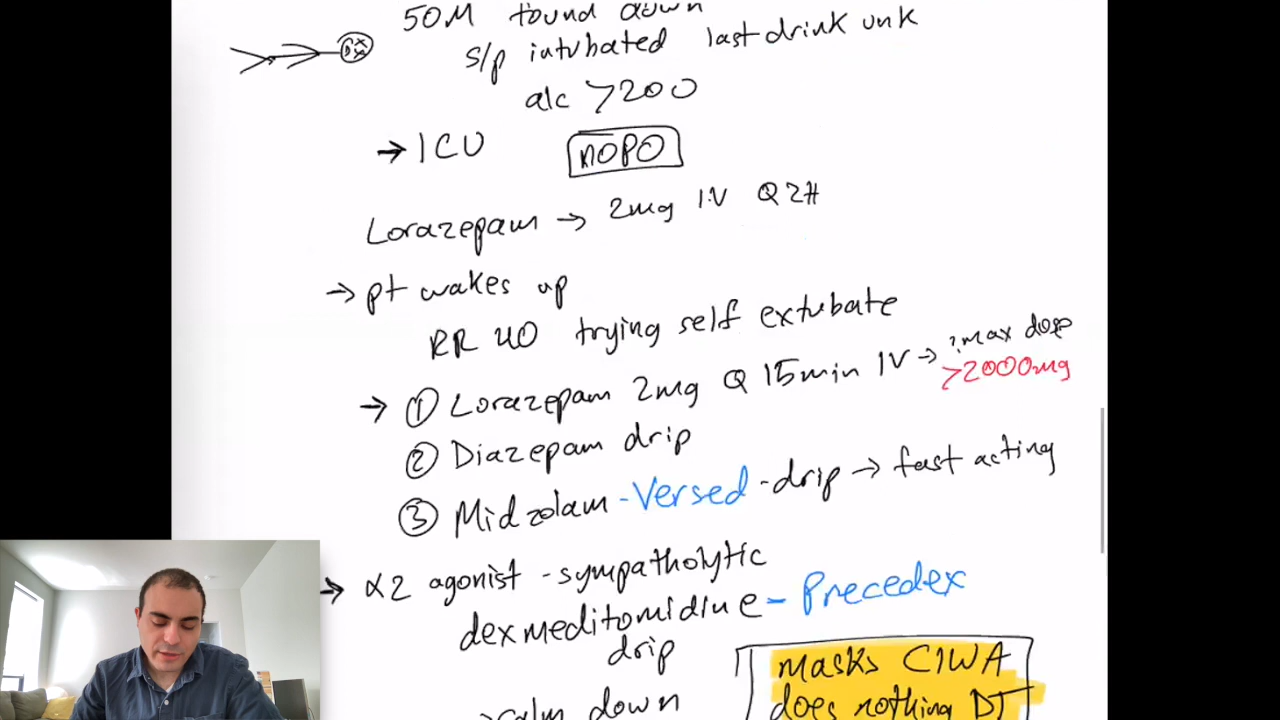 50M found down
s/p intubated last drink unk
alc >200
→ ICU NOPO
Lorazepam → 2mg IV Q2H
→ pt wakes up
RR 40 trying self extubate
→ ① Lorazepam 2mg Q 15min IV → ?max dose
>2000mg
② Diazepam drip
③ Midzolam - Versed - drip → fast acting
→ α2 agonist - sympatholytic
dexmeditomidine - Precedex
drip
masks CIWA
→ calm down
does nothing DT